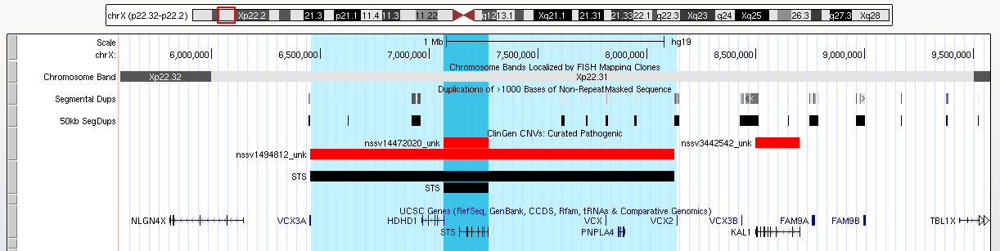 chrX (p22.32-p22.2) Xp22.2 21.3 p21.1 11.4 11.3 11.22 q12 13.1 Xq21.1 21.31 21.33 22.1 q22.3 Xq23 q24 Xq25 26.3 q27.3 Xq28
Scale 1 Mb hg19
chrX: 6,000,000 6,500,000 7,000,000 7,500,000 8,000,000 8,500,000 9,000,000 9,500,000
Chromosome Bands Localized by FISH Mapping Clones
Chromosome Band Xp22.32 Xp22.31
Duplications of >1000 Bases of Non-RepeatMasked Sequence
Segmental Dups
50kb SegDups
ClinGen CNVs: Curated Pathogenic
nssv14472020_unk nssv3442542_unk
nssv1494812_unk
STS
STS
UCSC Genes (RefSeq, GenBank, CCDS, Rfam, tRNAs & Comparative Genomics)
NLGN4X VCX3A HDHD1 VCX VCX2 VCX3B FAM9A FAM9B TBL1X
STS PNPLA4 KAL1